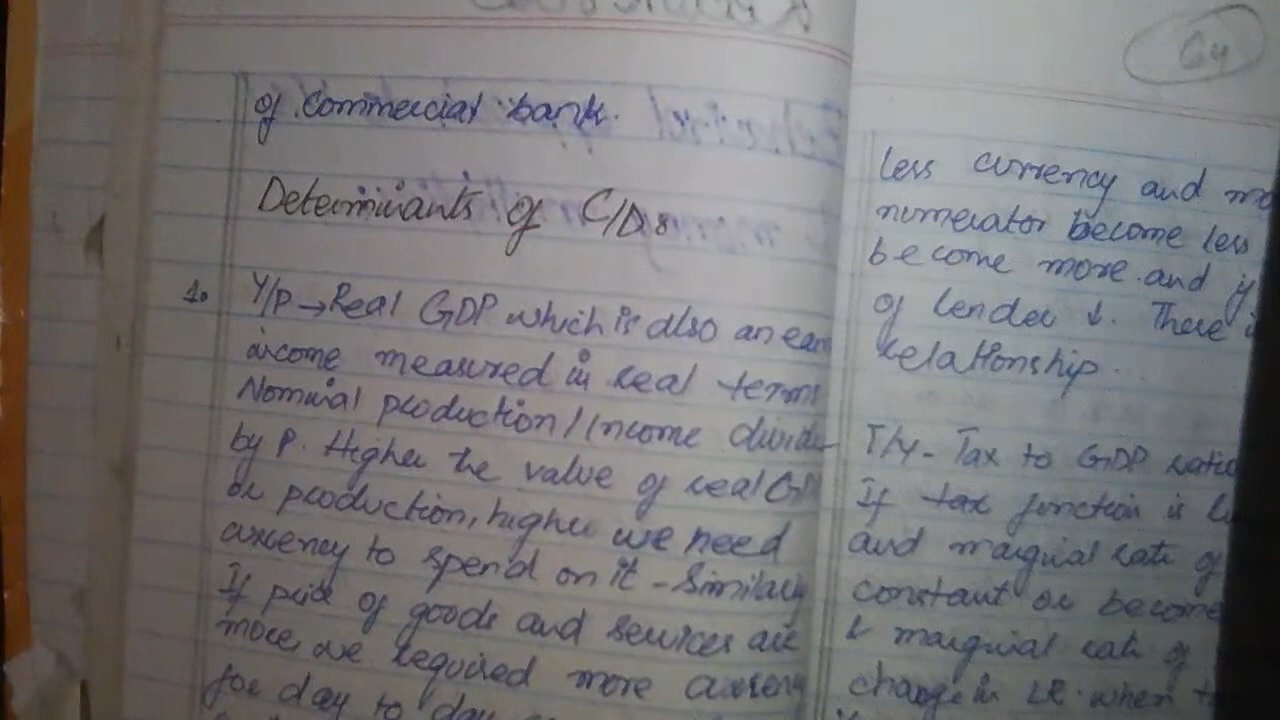 of commercial bank.
Determinants of C/D :
1. Y/P → Real GDP which is also an
income measured in real terms
Nominal production / Income
by P. Higher the value of real
or production, higher we need
currency to spend on it - Similarly
If price of goods and services are
more, we required more currency
for day to day
64
less currency and
numerator become less
become more and if
of lender ↓. There
relationship.
T/Y - Tax to GDP ratio
If tax function is
and marginal rate of
constant or become
marginal rate of
change in when